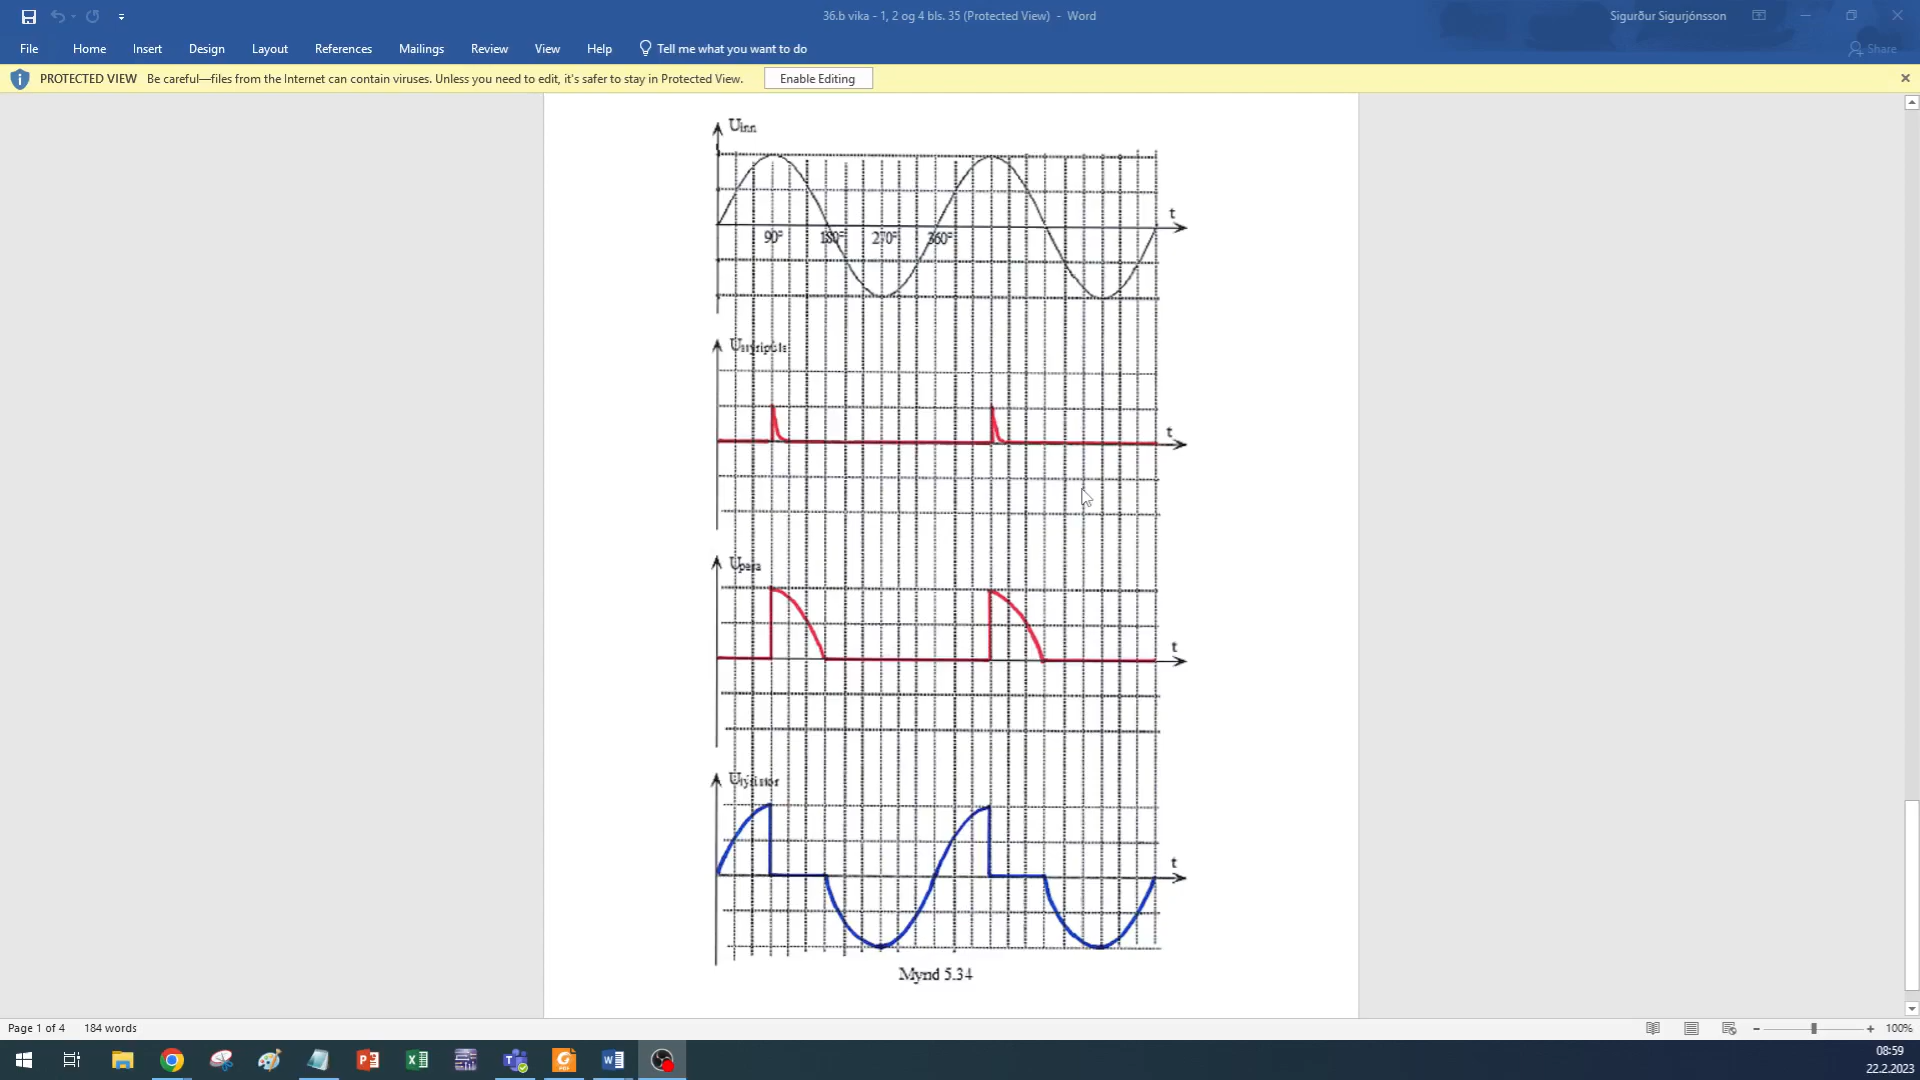 36.b vika - 1, 2 og 4 bls. 35 (Protected View) - Word
Sigurður Sigurjónsson
File Home Insert Design Layout References Mailings Review View Help Tell me what you want to do
Share
PROTECTED VIEW Be careful—files from the Internet can contain viruses. Unless you need to edit, it's safer to stay in Protected View. Enable Editing
Uinn
t
90° 180° 270° 360°
Ustýripúls
t
Upera
t
Utýristor
t
Mynd 5.34
Page 1 of 4 184 words
100%
08:59
22.2.2023